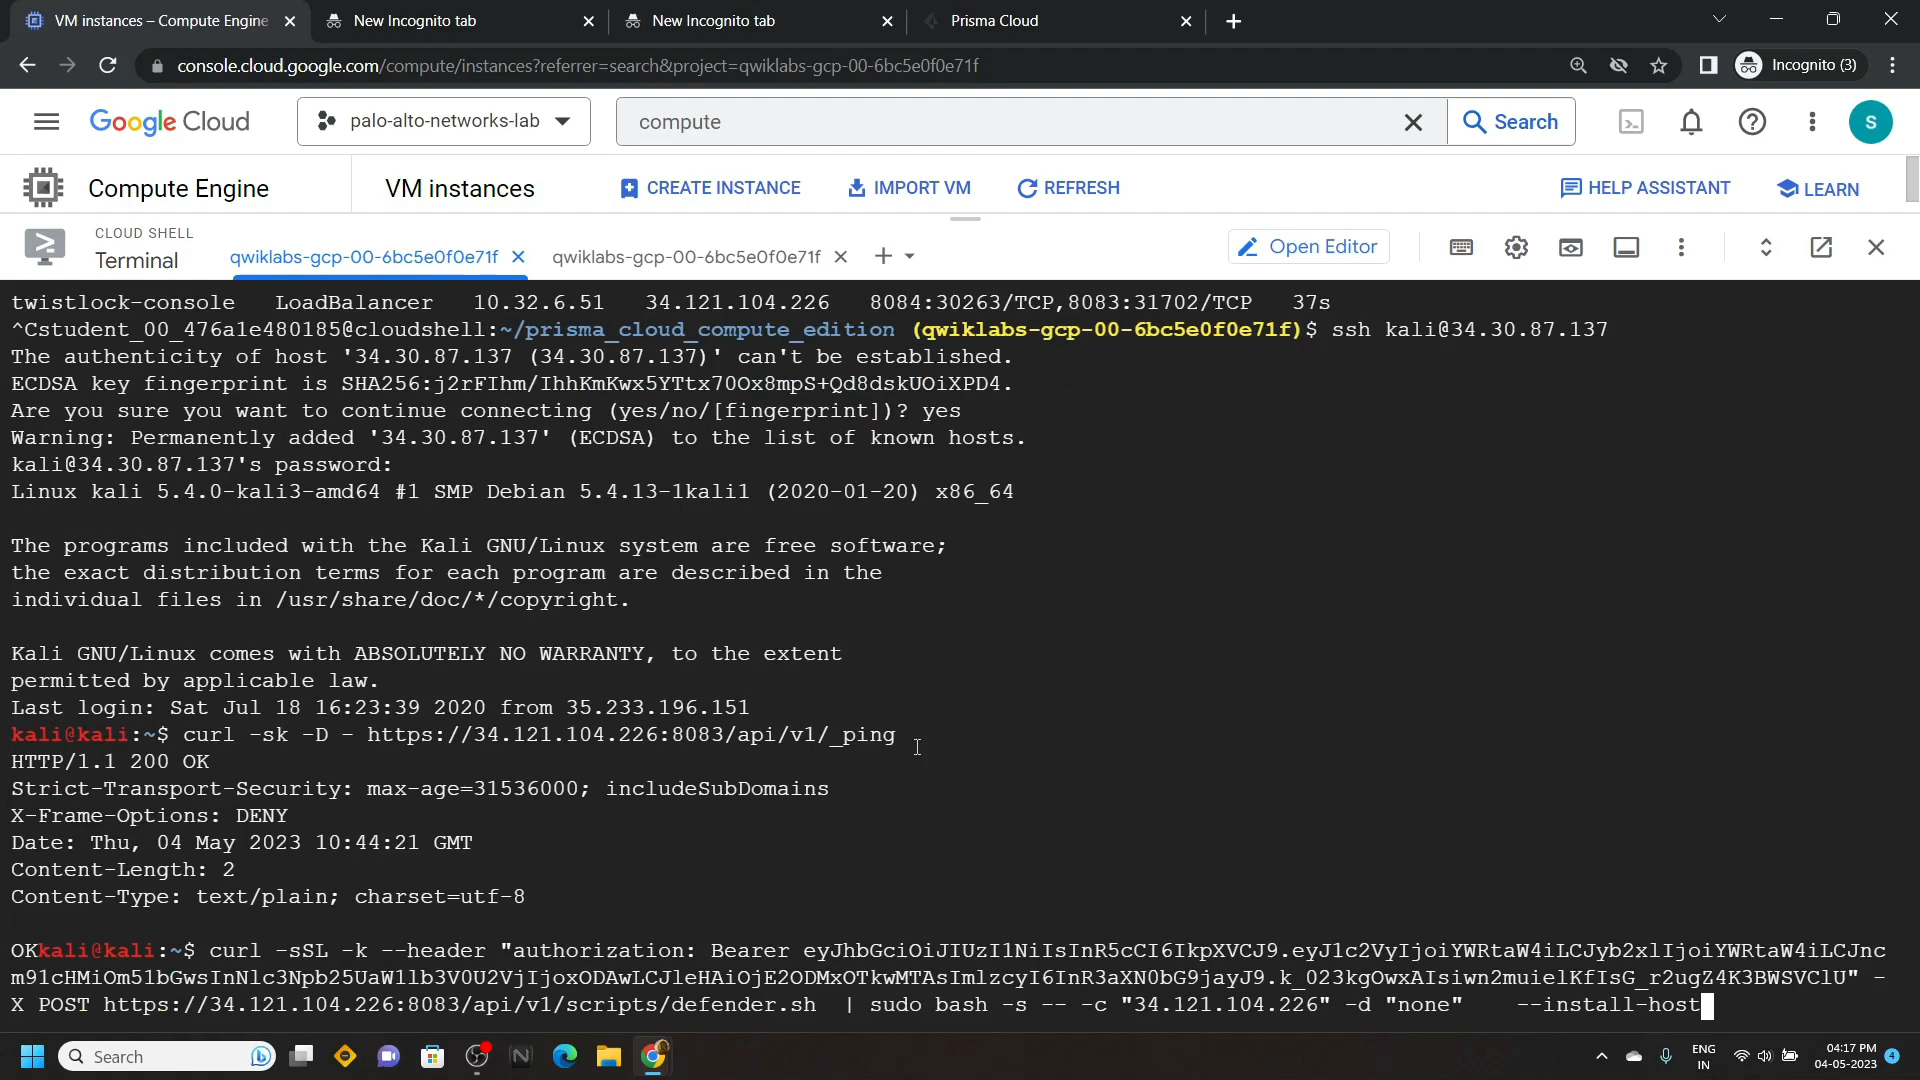 VM instances – Compute Engine
New Incognito tab
New Incognito tab
Prisma Cloud
console.cloud.google.com/compute/instances?referrer=search&project=qwiklabs-gcp-00-6bc5e0f0e71f
Incognito (3)
Google Cloud
palo-alto-networks-lab
compute
Search
S
Compute Engine
VM instances
CREATE INSTANCE
IMPORT VM
REFRESH
HELP ASSISTANT
LEARN
CLOUD SHELL
Terminal
qwiklabs-gcp-00-6bc5e0f0e71f
qwiklabs-gcp-00-6bc5e0f0e71f
Open Editor
twistlock-console   LoadBalancer   10.32.6.51   34.121.104.226   8084:30263/TCP,8083:31702/TCP   37s
^Cstudent_00_476a1e480185@cloudshell:~/prisma_cloud_compute_edition (qwiklabs-gcp-00-6bc5e0f0e71f)$ ssh kali@34.30.87.137
The authenticity of host '34.30.87.137 (34.30.87.137)' can't be established.
ECDSA key fingerprint is SHA256:j2rFIhm/IhhKmKwx5YTtx70Ox8mpS+Qd8dskUOiXPD4.
Are you sure you want to continue connecting (yes/no/[fingerprint])? yes
Warning: Permanently added '34.30.87.137' (ECDSA) to the list of known hosts.
kali@34.30.87.137's password:
Linux kali 5.4.0-kali3-amd64 #1 SMP Debian 5.4.13-1kali1 (2020-01-20) x86_64
The programs included with the Kali GNU/Linux system are free software;
the exact distribution terms for each program are described in the
individual files in /usr/share/doc/*/copyright.
Kali GNU/Linux comes with ABSOLUTELY NO WARRANTY, to the extent
permitted by applicable law.
Last login: Sat Jul 18 16:23:39 2020 from 35.233.196.151
kali@kali:~$ curl -sk -D - https://34.121.104.226:8083/api/v1/_ping
HTTP/1.1 200 OK
Strict-Transport-Security: max-age=31536000; includeSubDomains
X-Frame-Options: DENY
Date: Thu, 04 May 2023 10:44:21 GMT
Content-Length: 2
Content-Type: text/plain; charset=utf-8
OKkali@kali:~$ curl -sSL -k --header "authorization: Bearer eyJhbGciOiJIUzI1NiIsInR5cCI6IkpXVCJ9.eyJ1c2VyIjoiYWRtaW4iLCJyb2xlIjoiYWRtaW4iLCJnc
m91cHMiOm51bGwsInNlc3Npb25UaW1lb3V0U2VjIjoxODAwLCJleHAiOjE2ODMxOTkwMTAsImlzcyI6InR3aXN0bG9jayJ9.k_023kgOwxAIsiwn2muielKfIsG_r2ugZ4K3BWSVClU" -
X POST https://34.121.104.226:8083/api/v1/scripts/defender.sh  | sudo bash -s -- -c "34.121.104.226" -d "none"    --install-host
Search
ENG
IN
04:17 PM
04-05-2023
4